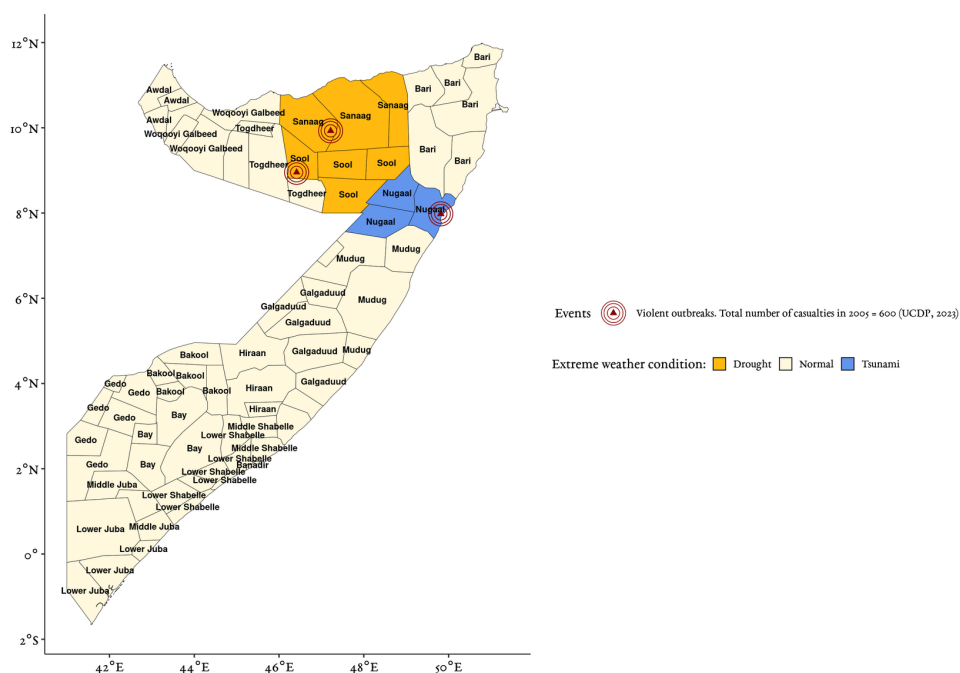 12°N
10°N
8°N
6°N
4°N
2°N
0°
2°S
42°E
44°E
46°E
48°E
50°E
Bari
Bari
Bari
Bari
Bari
Bari
Awdal
Awdal
Awdal
Sanaag
Sanaag
Sanaag
Woqooyi Galbeed
Togdheer
Woqooyi Galbeed
Woqooyi Galbeed
Togdheer
Sool
Sool
Sool
Togdheer
Sool
Nugaal
Nugaal
Nugaal
Mudug
Mudug
Galgaduud
Mudug
Galgaduud
Galgaduud
Bakool
Hiraan
Galgaduud
Mudug
Gedo
Bakool
Bakool
Gedo
Bakool
Bakool
Hiraan
Galgaduud
Gedo
Gedo
Bay
Hiraan
Gedo
Bay
Middle Shabelle
Lower Shabelle
Bay
Middle Shabelle
Gedo
Bay
Lower Shabelle
Banadir
Lower Shabelle
Lower Shabelle
Middle Juba
Lower Shabelle
Lower Shabelle
Lower Juba
Middle Juba
Lower Juba
Lower Juba
Lower Juba
Events
Violent outbreaks. Total number of casualties in 2005 = 600 (UCDP, 2023)
Extreme weather condition:
Drought
Normal
Tsunami